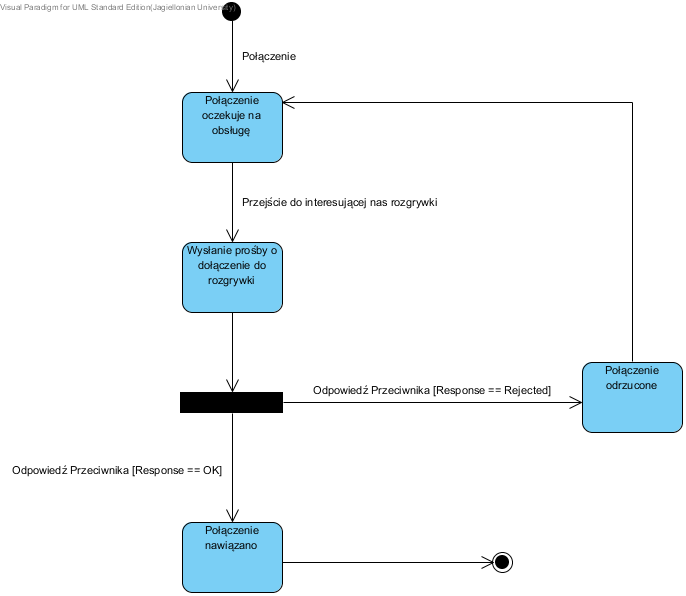 Visual Paradigm for UML Standard Edition(Jagiellonian University)
Połączenie
Połączenie
oczekuje na
obsługę
Przejście do interesującej nas rozgrywki
Wysłanie prośby o
dołączenie do
rozgrywki
Połączenie
odrzucone
Odpowiedź Przeciwnika [Response == Rejected]
Odpowiedź Przeciwnika [Response == OK]
Połączenie
nawiązano